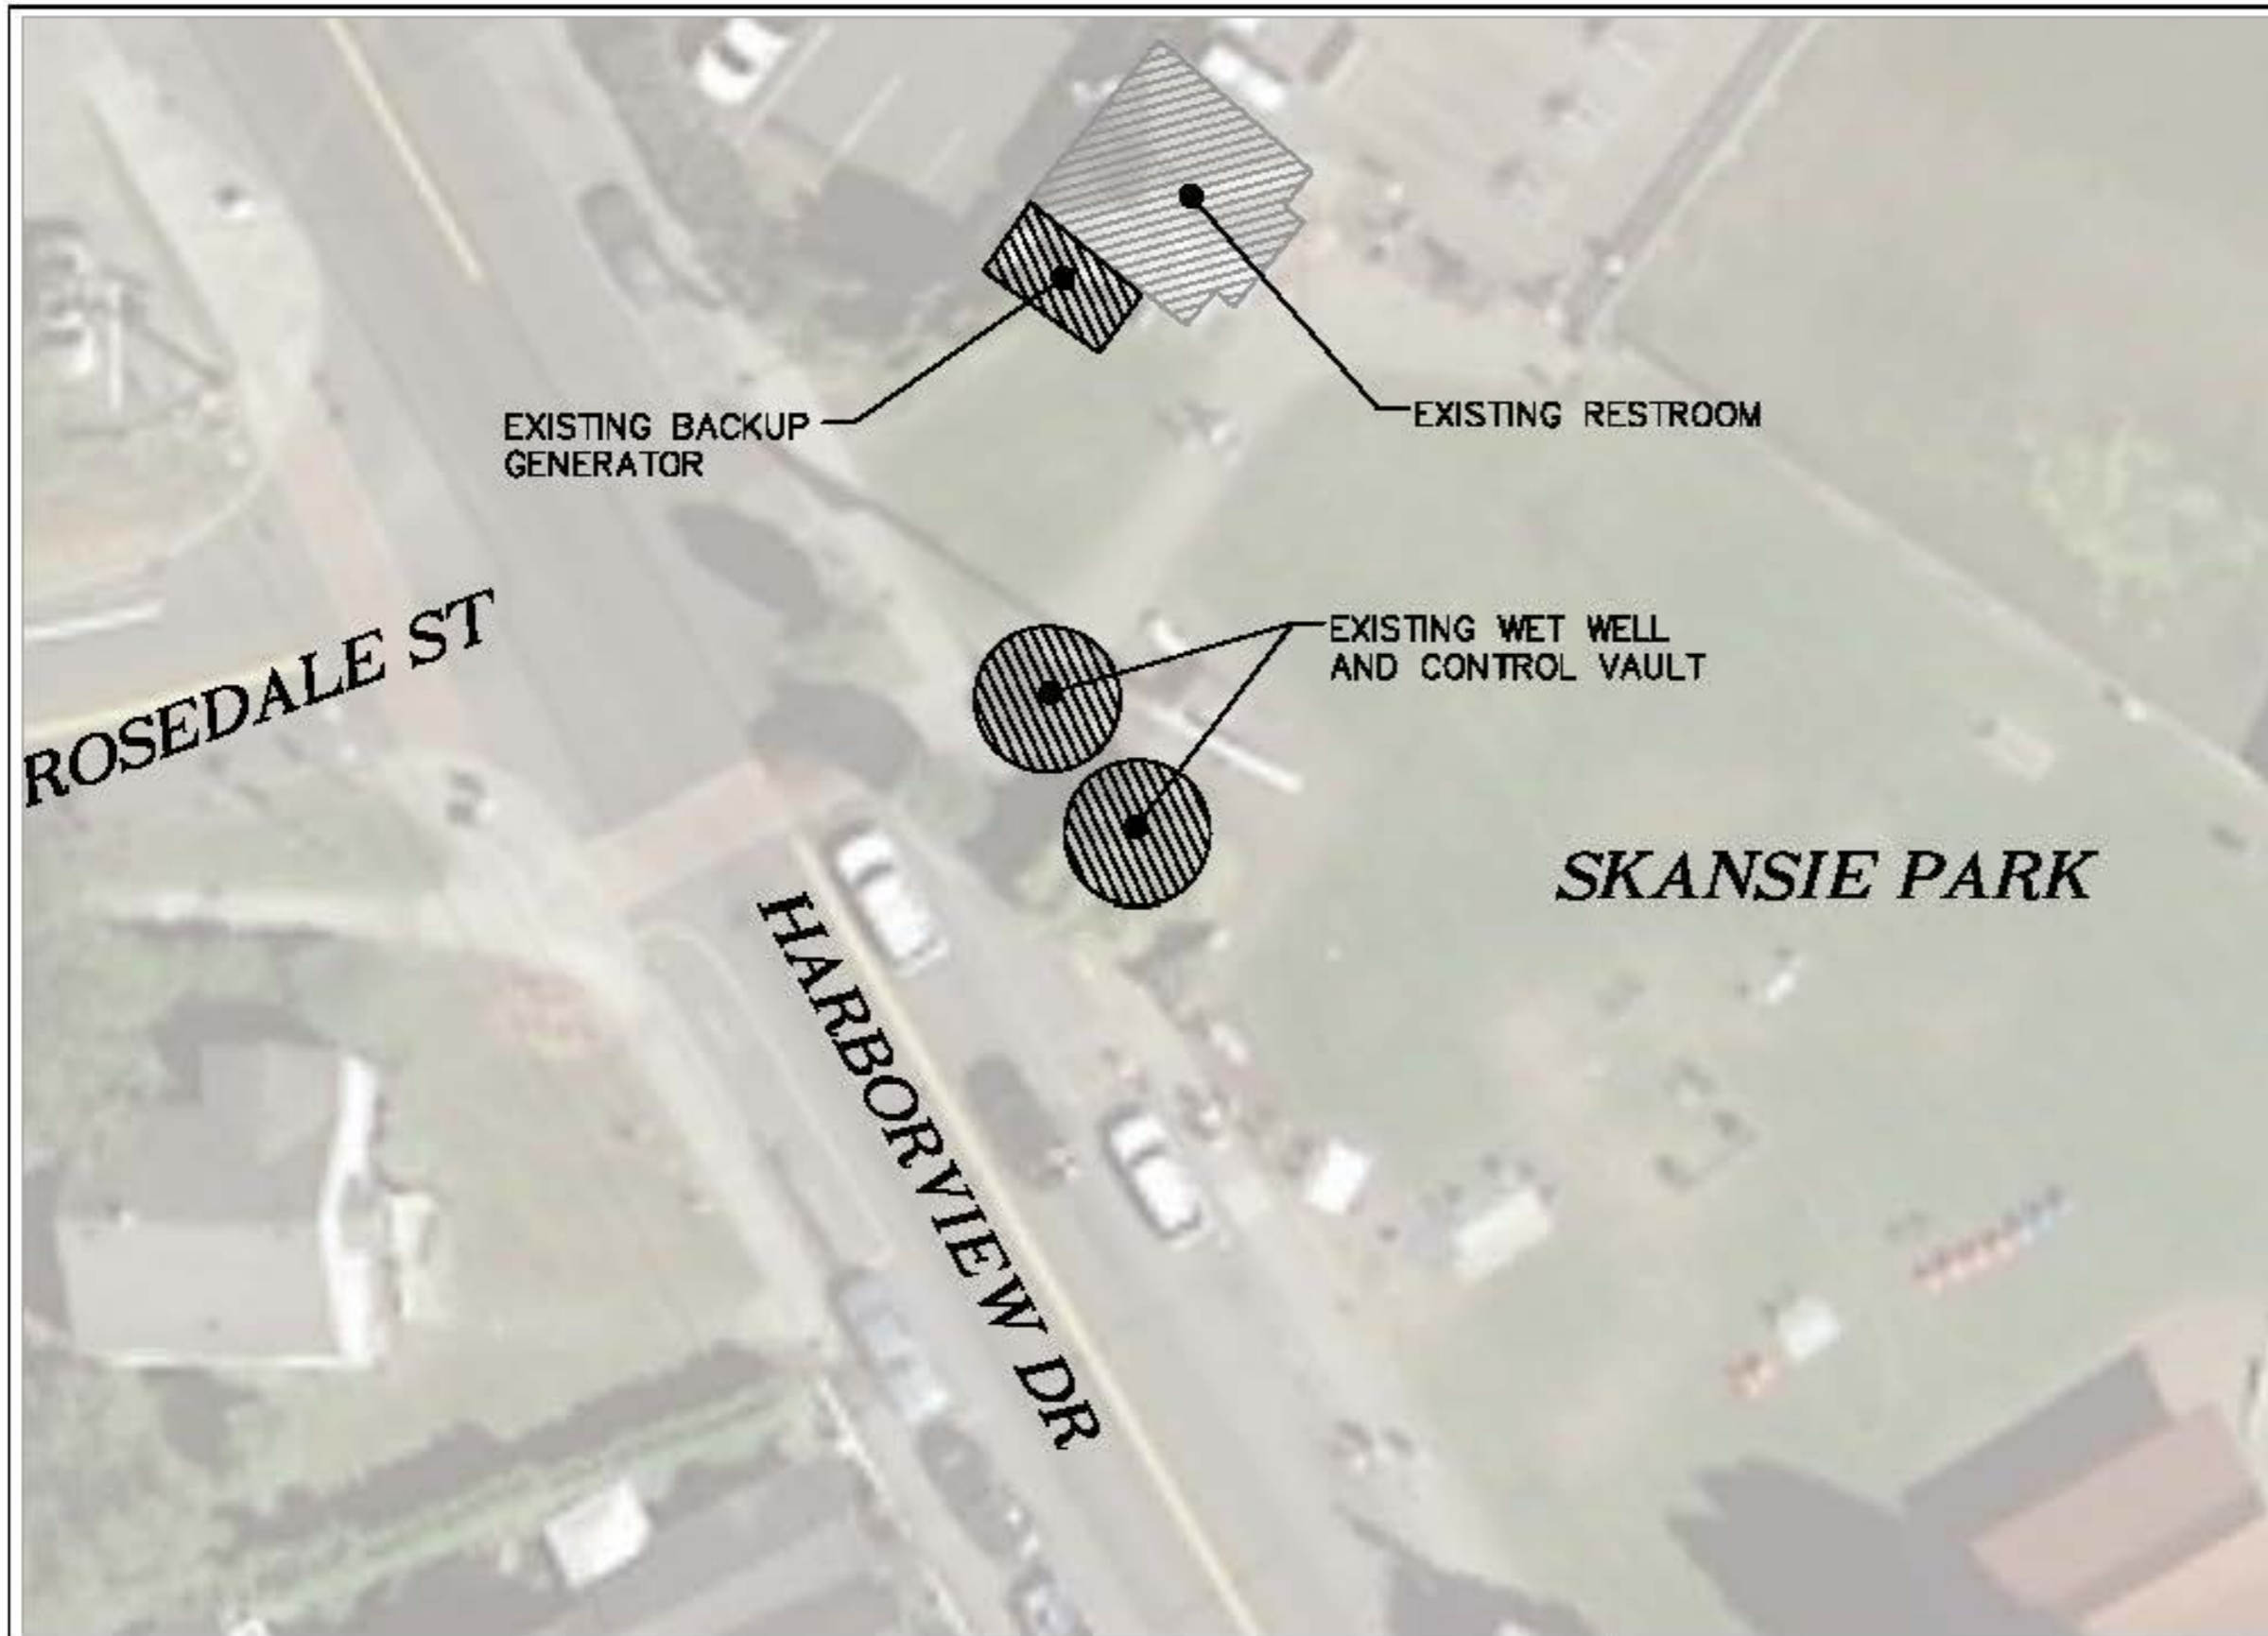 EXISTING BACKUP
GENERATOR
EXISTING RESTROOM
EXISTING WET WELL
AND CONTROL VAULT
ROSEDALE ST
SKANSIE PARK
HARBORVIEW DR